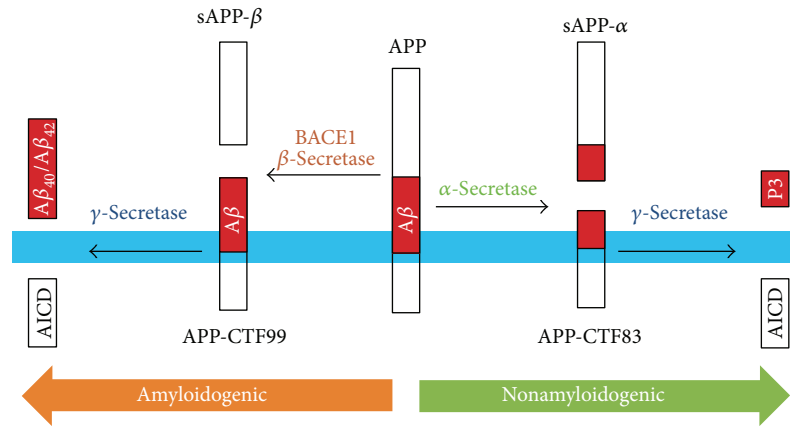 sAPP-β
APP
sAPP-α
Aβ40/Aβ42
BACE1
β-Secretase
α-Secretase
P3
γ-Secretase
Aβ
Aβ
γ-Secretase
AICD
APP-CTF99
APP-CTF83
AICD
Amyloidogenic
Nonamyloidogenic